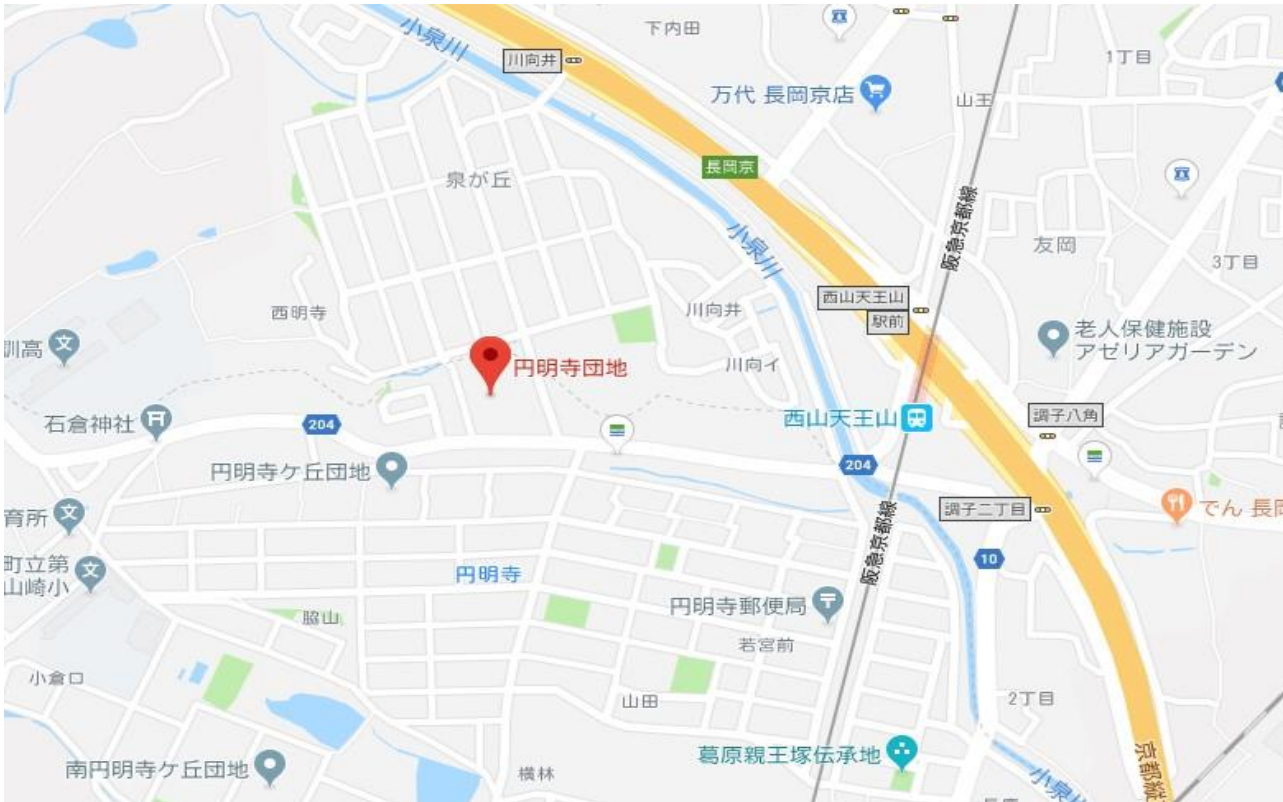 小泉川
下内田
川向井
1丁目
万代 長岡京店
山王
長岡京
泉が丘
阪急京都線
小泉川
友岡
3丁目
西明寺
川向井
西山天王山
駅前
老人保健施設
アゼリアガーデン
訓高
円明寺団地
川向イ
西山天王山
調子八角
石倉神社
204
円明寺ケ丘団地
204
調子二丁目
でん 長岡
育所
阪急京都線
町立第
山崎小
円明寺
10
円明寺郵便局
脇山
若宮前
小倉口
山田
2丁目
葛原親王塚伝承地
南円明寺ケ丘団地
横林
小泉川
京都縦